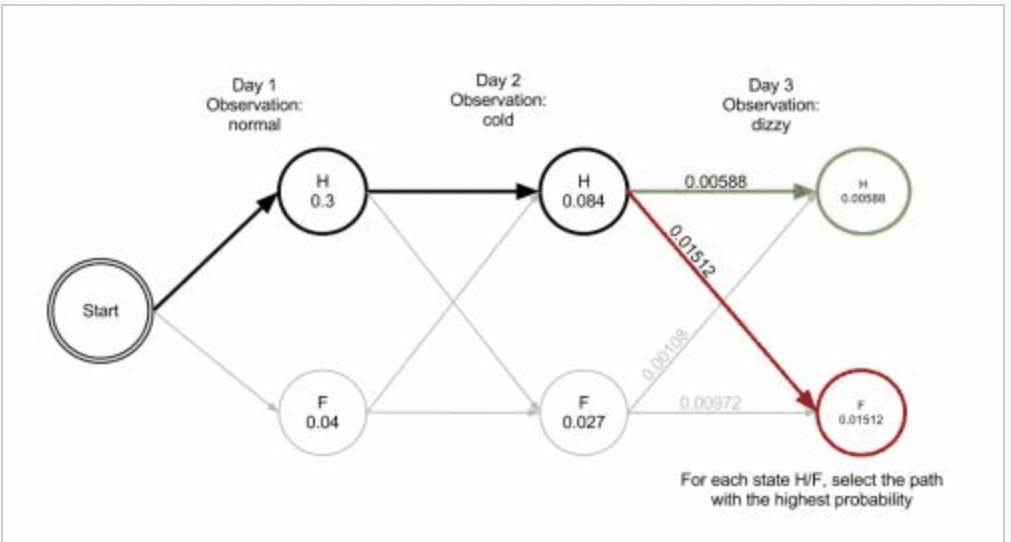 Day 1
Observation:
normal
Day 2
Observation:
cold
Day 3
Observation:
dizzy
Start
H
0.3
H
0.084
0.00588
H
0.00588
0.01512
F
0.04
F
0.027
0.00108
0.00972
F
0.01512
For each state H/F, select the path
with the highest probability